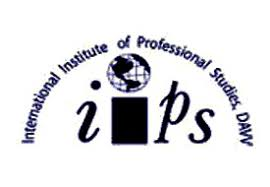 International Institute of Professional Studies, DAVV
iips